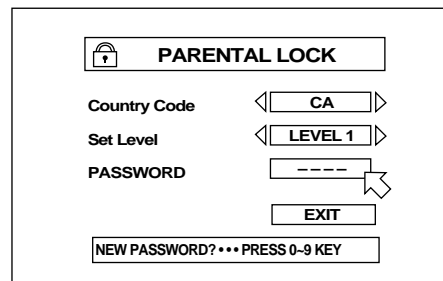 PARENTAL LOCK
Country Code CA
Set Level LEVEL 1
PASSWORD ----
EXIT
NEW PASSWORD? ••• PRESS 0~9 KEY